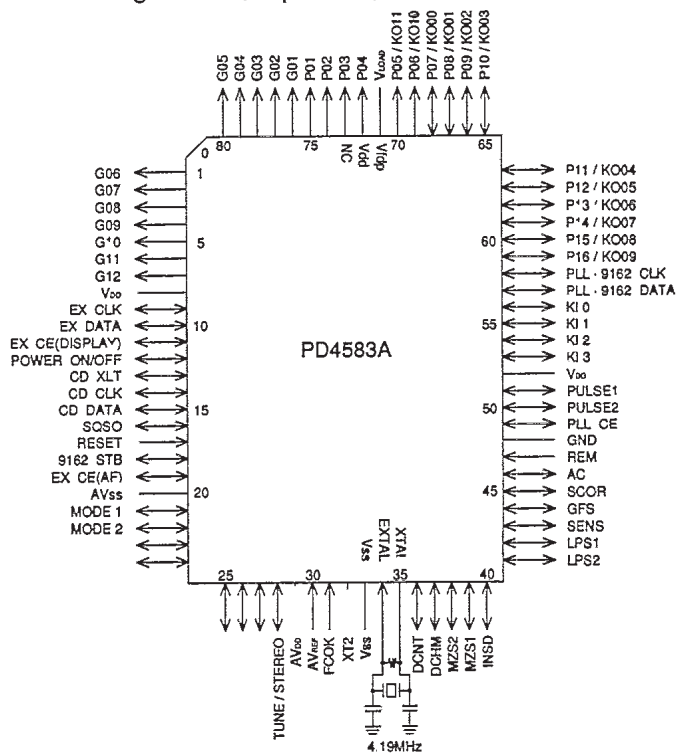 G05
G04
G03
G02
G01
P01
P02
P03
P04
VLOAD
P05 / KO11
P06 / KO10
P07 / KO00
P08 / KO01
P09 / KO02
P10 / KO03
80
75
70
65
0
NC
Vdd
Vfdp
1
5
10
15
20
G06
G07
G08
G09
G*0
G11
G12
VDD
EX CLK
EX DATA
EX CE(DISPLAY)
POWER ON/OFF
CD XLT
CD CLK
CD DATA
SQSO
RESET
9162 STB
EX CE(AF)
AVss
MODE 1
MODE 2
PD4583A
60
55
50
45
P11 / KO04
P12 / KO05
P*3 / KO06
P*4 / KO07
P15 / KO08
P16 / KO09
PLL · 9162 CLK
PLL · 9162 DATA
KI 0
KI 1
KI 2
KI 3
VDD
PULSE1
PULSE2
PLL CE
GND
REM
AC
SCOR
GFS
SENS
LPS1
LPS2
Vss
EXTAL
XTAL
25
30
35
40
TUNE / STEREO
AVDD
AVREF
FCOK
XT2
Vss
DCNT
DCHM
MZS2
MZS1
INSD
4.19MHz